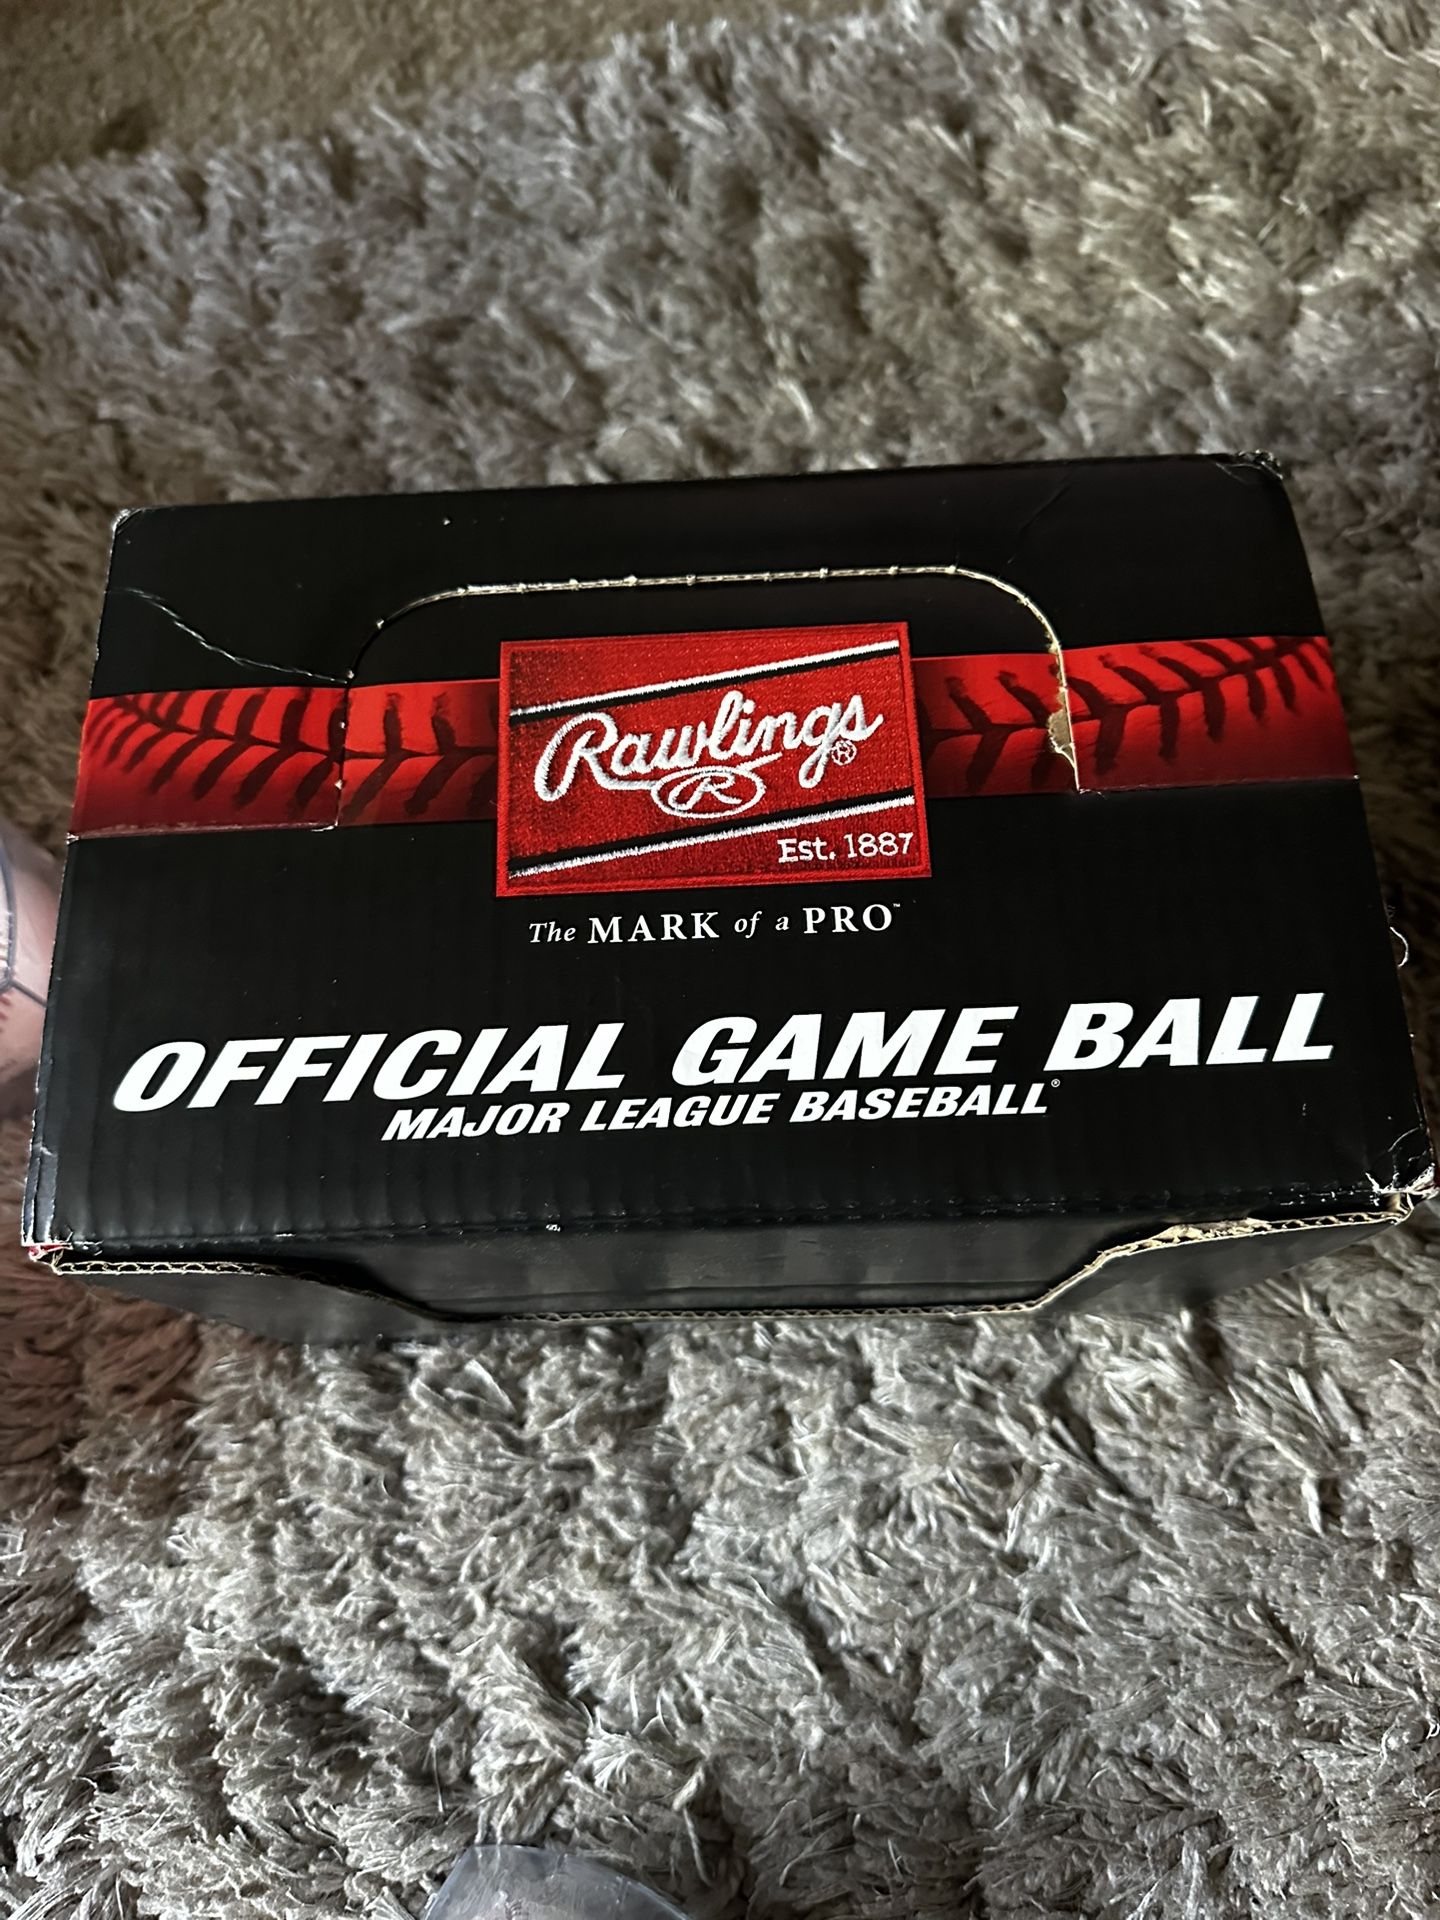 Rawlings®
R
Est. 1887
The MARK of a PRO™
OFFICIAL GAME BALL
MAJOR LEAGUE BASEBALL®